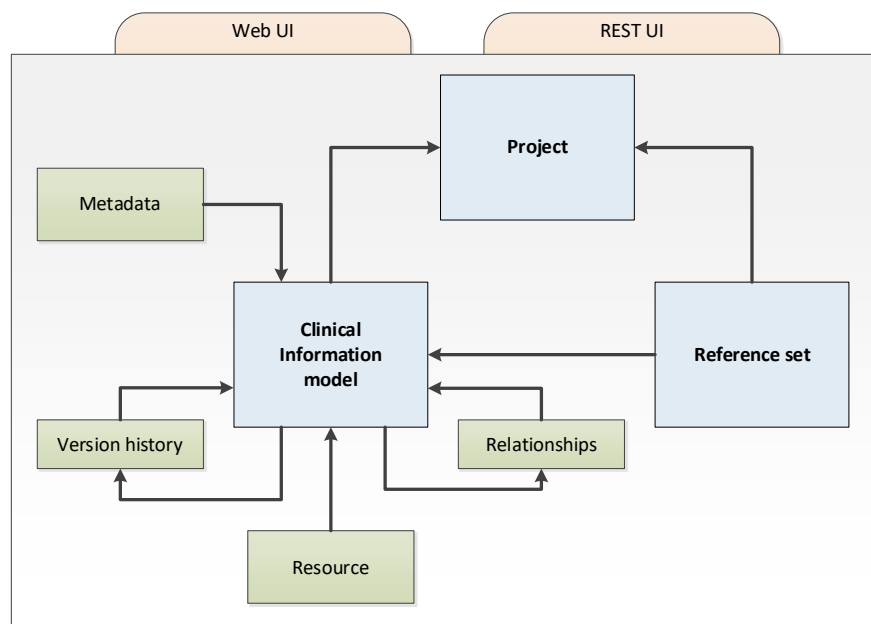 Web UI
REST UI
Project
Metadata
Clinical
Information
model
Reference set
Version history
Relationships
Resource